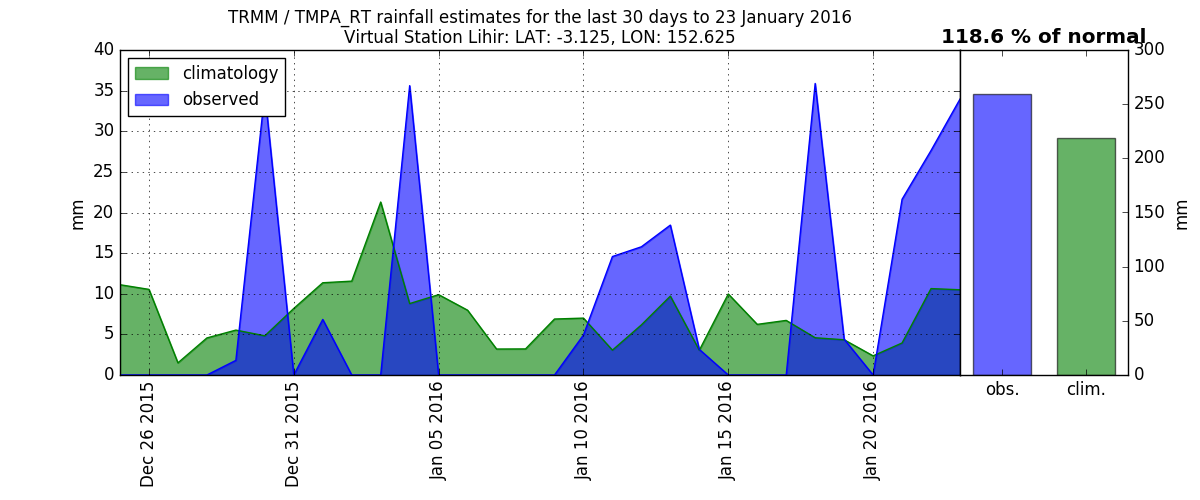 TRMM / TMPA_RT rainfall estimates for the last 30 days to 23 January 2016
Virtual Station Lihir: LAT: -3.125, LON: 152.625
118.6 % of normal
climatology
observed
40
35
30
25
20
15
10
5
0
mm
Dec 26 2015
Dec 31 2015
Jan 05 2016
Jan 10 2016
Jan 15 2016
Jan 20 2016
300
250
200
150
100
50
0
mm
obs.
clim.